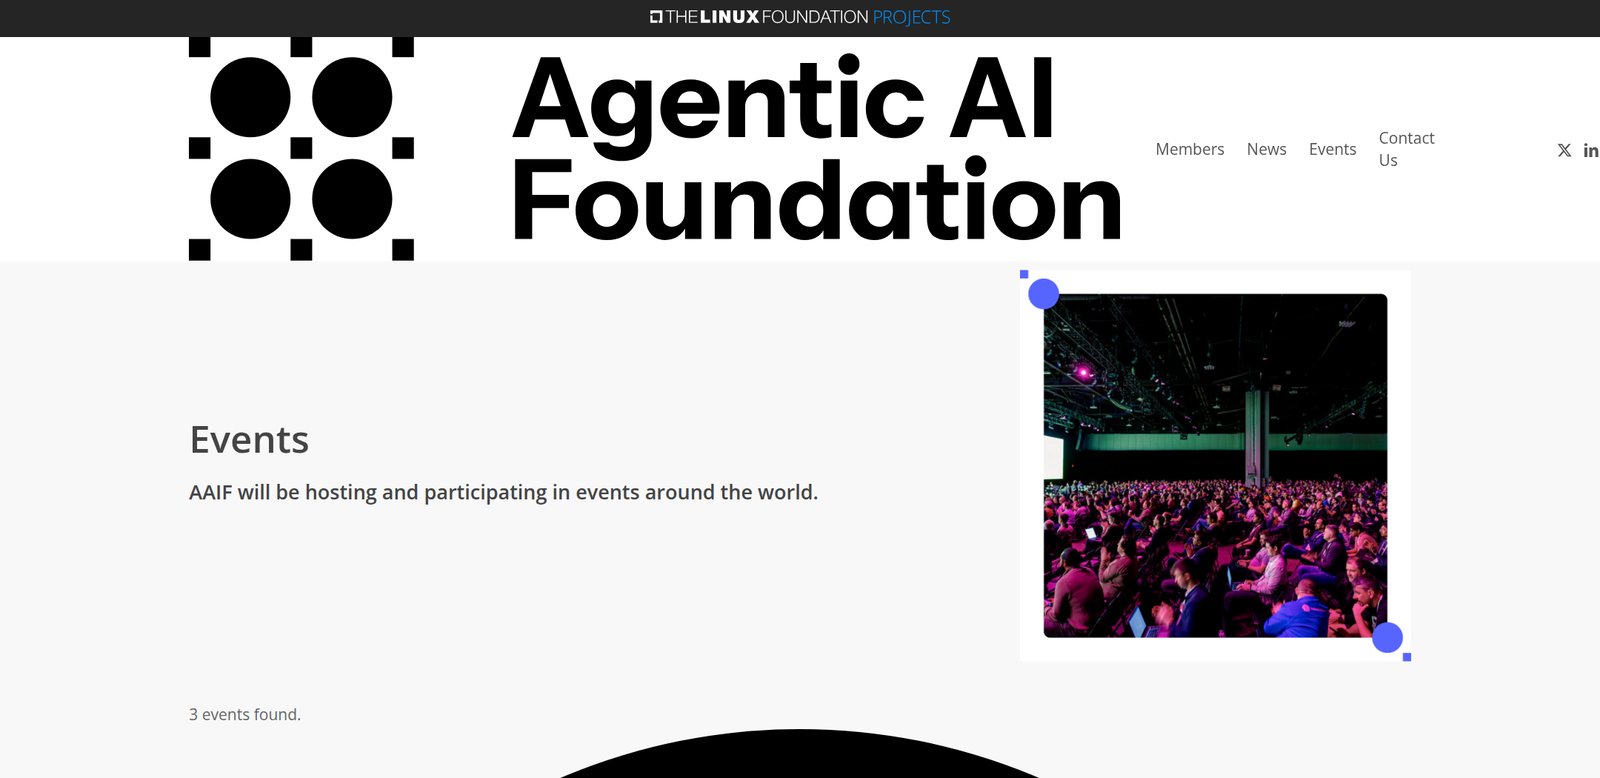 THE LINUX FOUNDATION PROJECTS
Agentic AI
Foundation
Members News Events Contact
Us
Events
AAIF will be hosting and participating in events around the world.
3 events found.